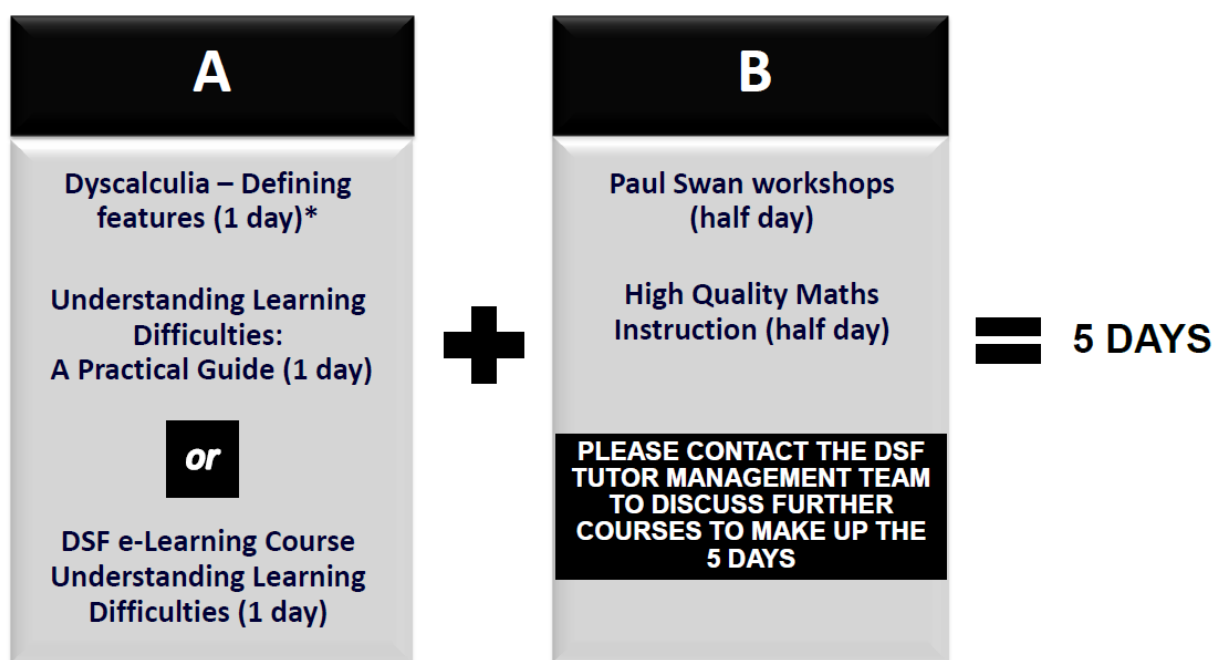 A
Dyscalculia – Defining
features (1 day)*
Understanding Learning
Difficulties:
A Practical Guide (1 day)
or
DSF e-Learning Course
Understanding Learning
Difficulties (1 day)
B
Paul Swan workshops
(half day)
High Quality Maths
Instruction (half day)
PLEASE CONTACT THE DSF
TUTOR MANAGEMENT TEAM
TO DISCUSS FURTHER
COURSES TO MAKE UP THE
5 DAYS
+
=
5 DAYS